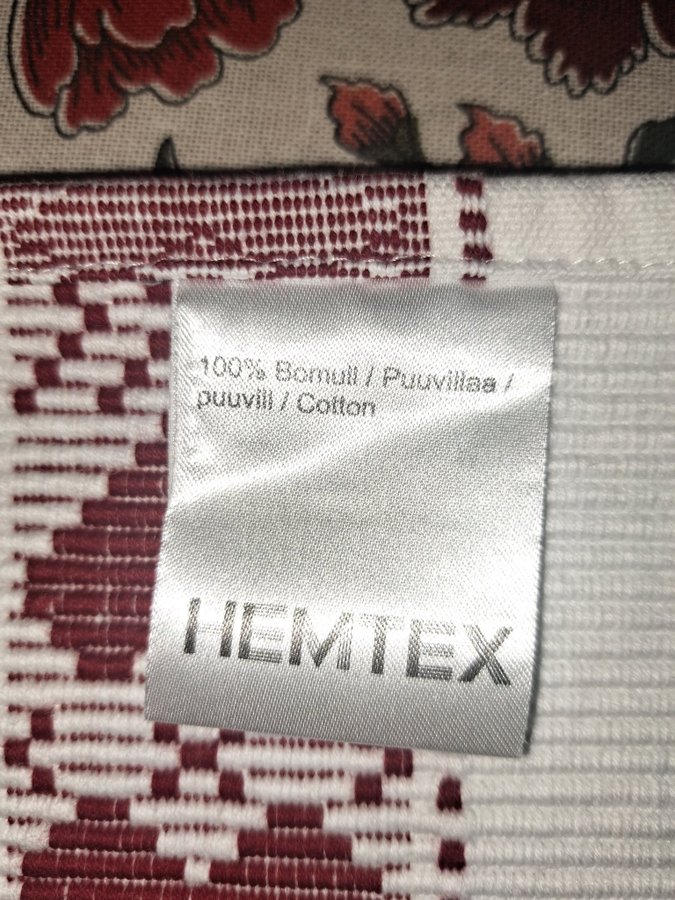 100% Bomull / Puuvillaa /
puuvill / Cotton
HEMTEX